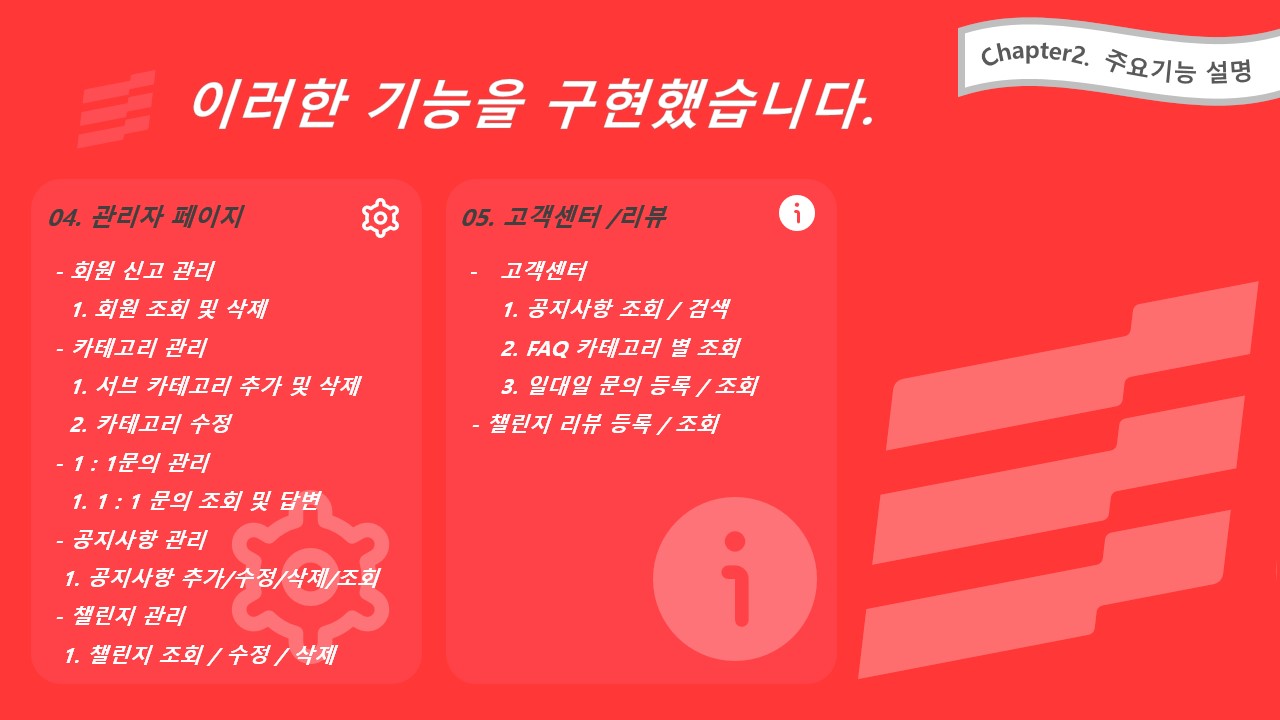 Chapter2. 주요기능 설명
이러한 기능을 구현했습니다.
04. 관리자 페이지
- 회원 신고 관리
1. 회원 조회 및 삭제
- 카테고리 관리
1. 서브 카테고리 추가 및 삭제
2. 카테고리 수정
- 1 : 1문의 관리
1. 1 : 1 문의 조회 및 답변
- 공지사항 관리
1. 공지사항 추가/수정/삭제/조회
- 챌린지 관리
1. 챌린지 조회 / 수정 / 삭제
05. 고객센터 /리뷰
- 고객센터
1. 공지사항 조회 / 검색
2. FAQ 카테고리 별 조회
3. 일대일 문의 등록 / 조회
- 챌린지 리뷰 등록 / 조회